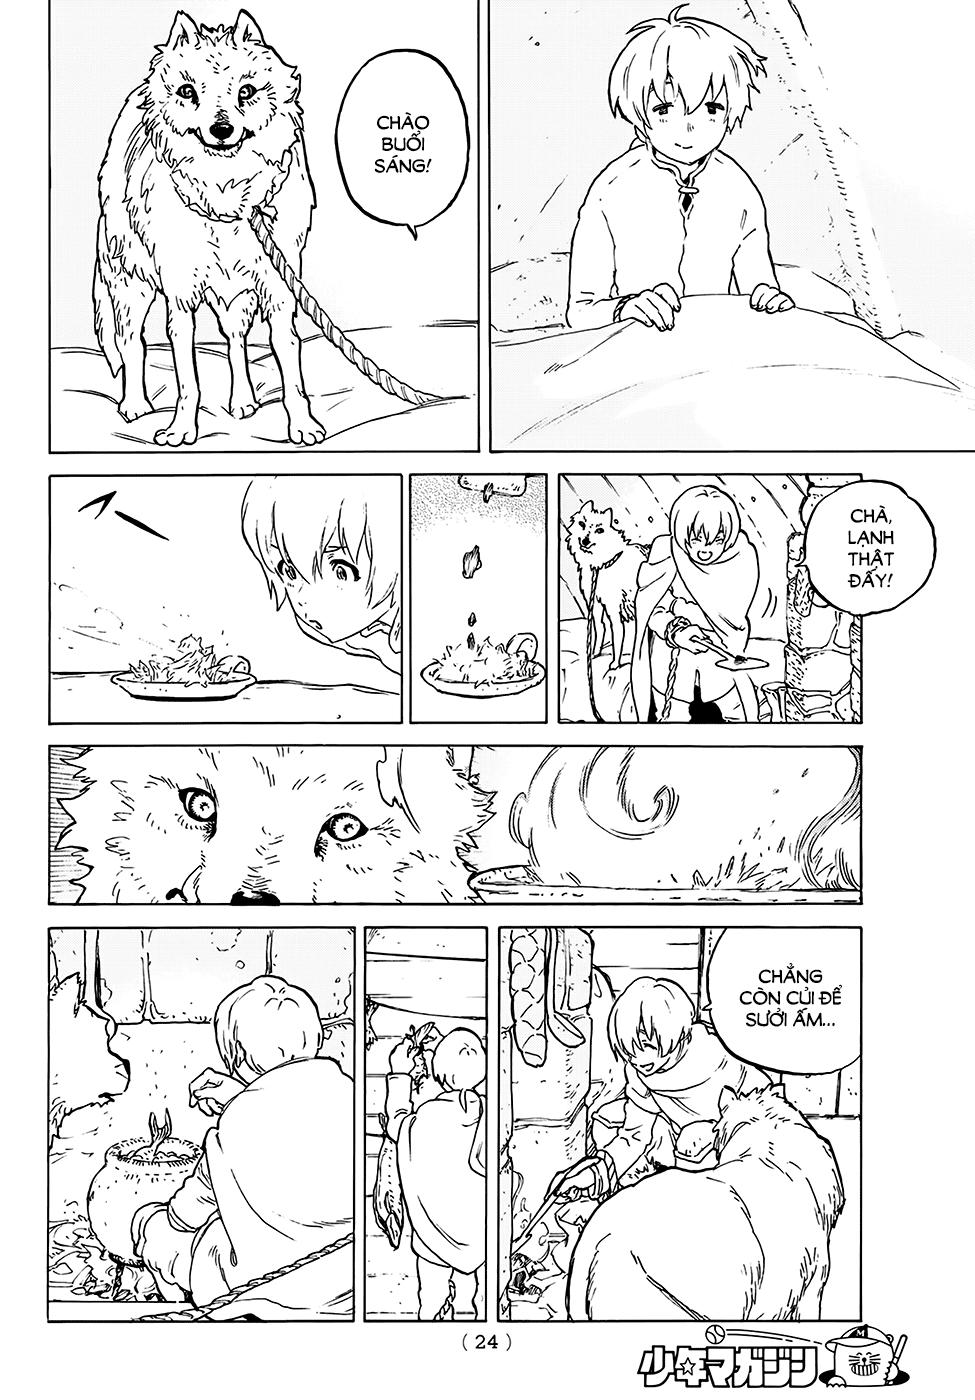 CHÀO
BUỔI
SÁNG!
CHÀ,
LẠNH
THẬT
ĐẤY!
CHẲNG
CÒN CỦI ĐỂ
SƯỞI ẤM...
( 24 )
少年マガジン
M